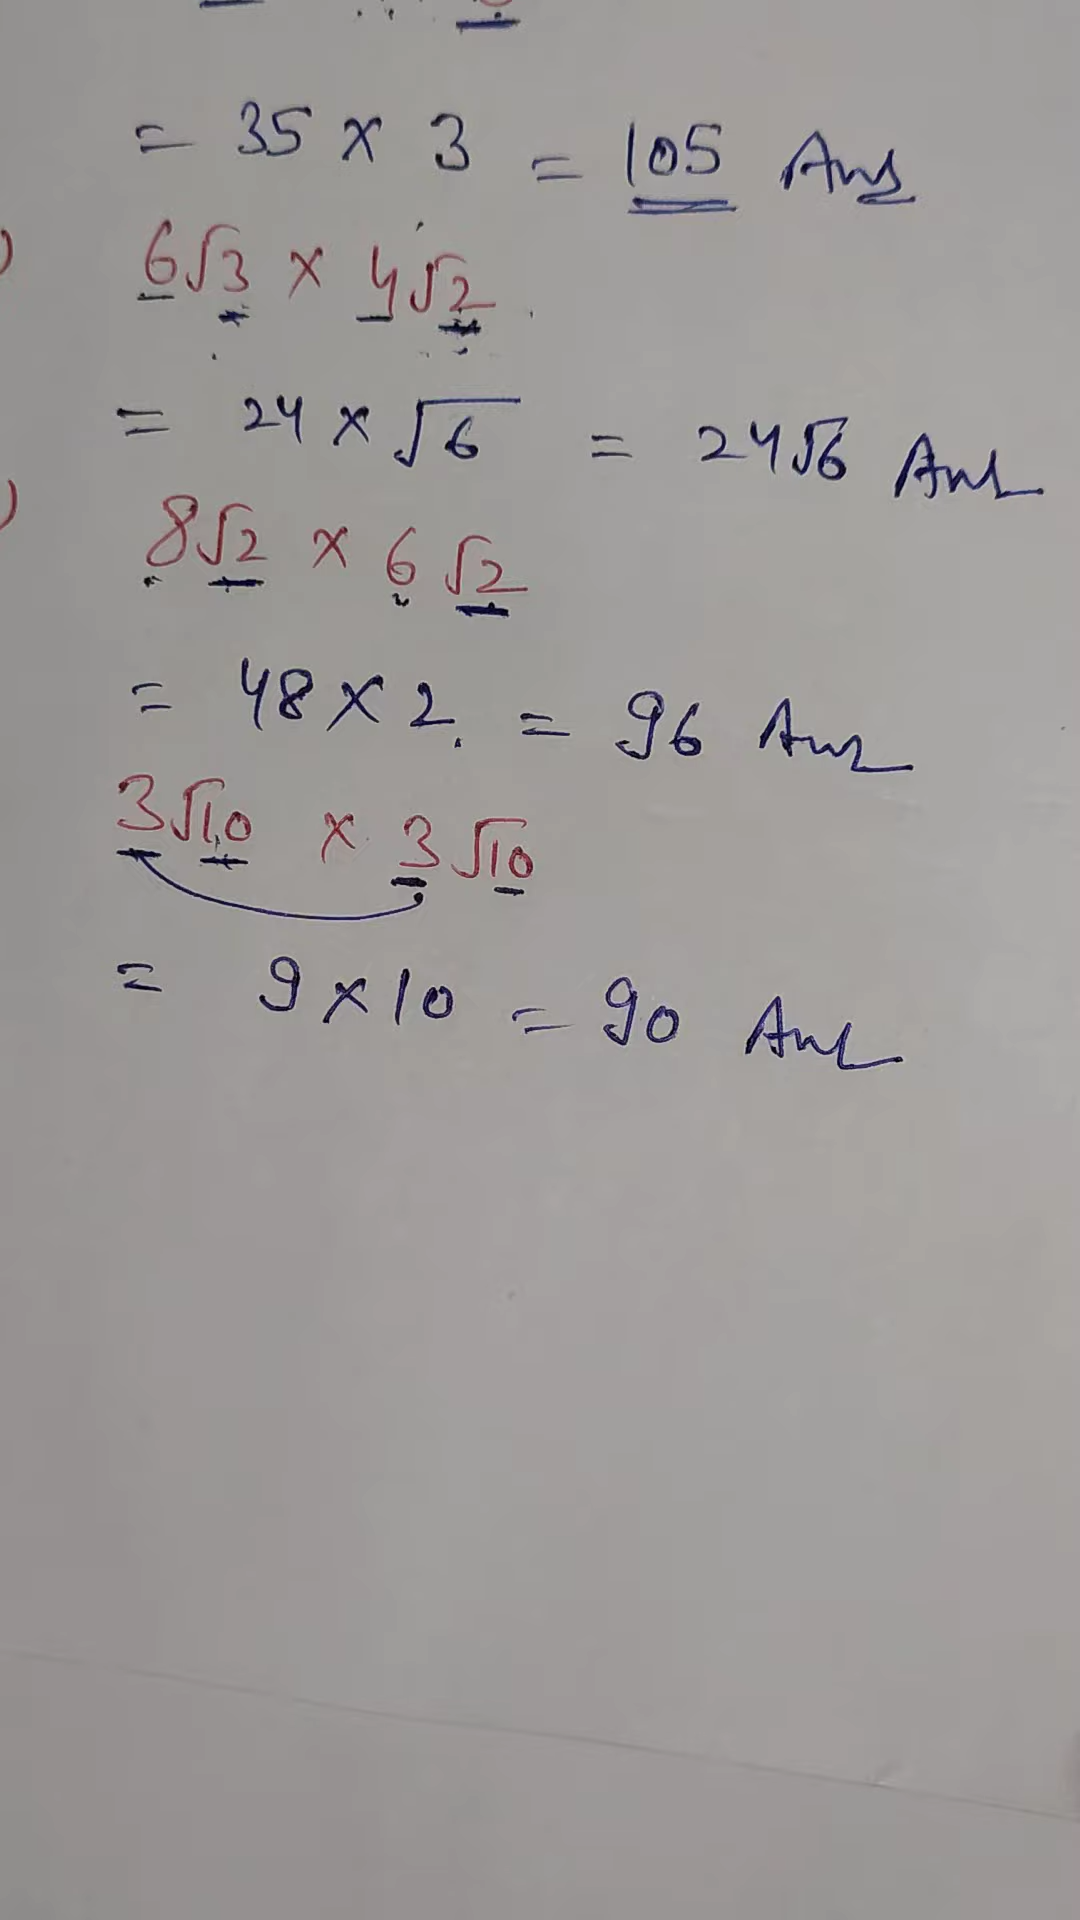 = 35 × 3 = 105 Ans
) 6√3 × 4√2
= 24 × √6 = 24√6 Ans
) 8√2 × 6√2
= 48 × 2 = 96 Ans
3√10 × 3√10
= 9 × 10 = 90 Ans